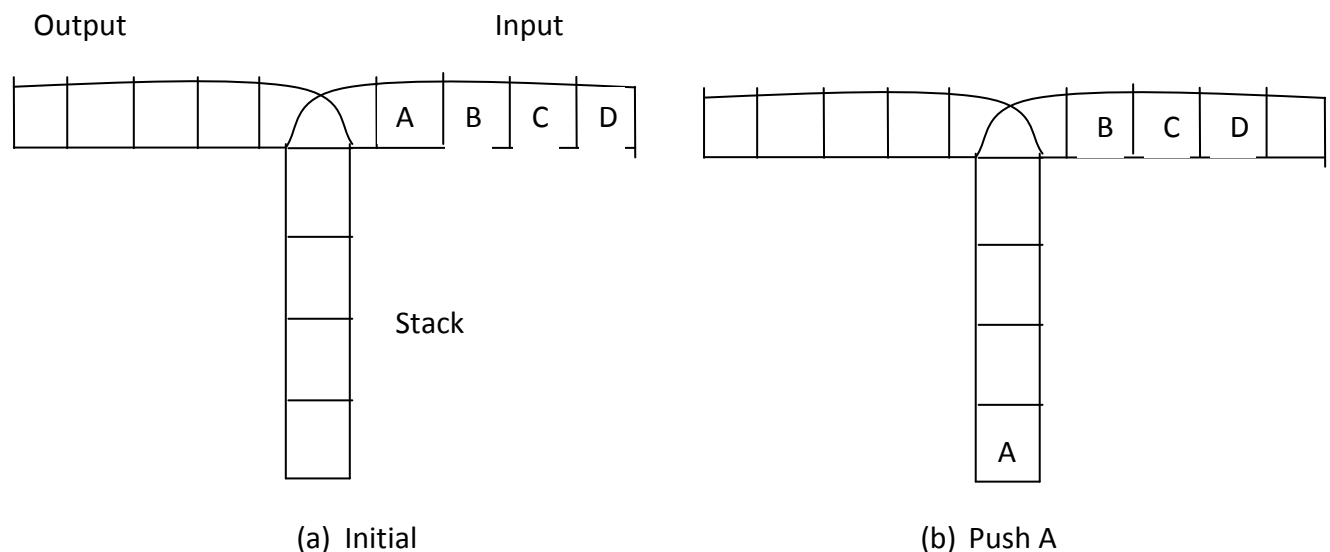 Output Input
A B C D
B C D
Stack
A
(a) Initial
(b) Push A